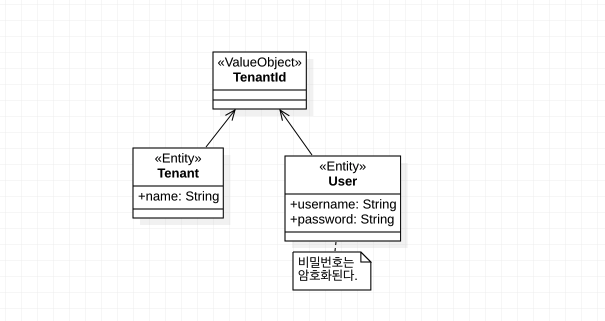 «ValueObject»
TenantId
«Entity»
Tenant
+name: String
«Entity»
User
+username: String
+password: String
비밀번호는
암호화된다.